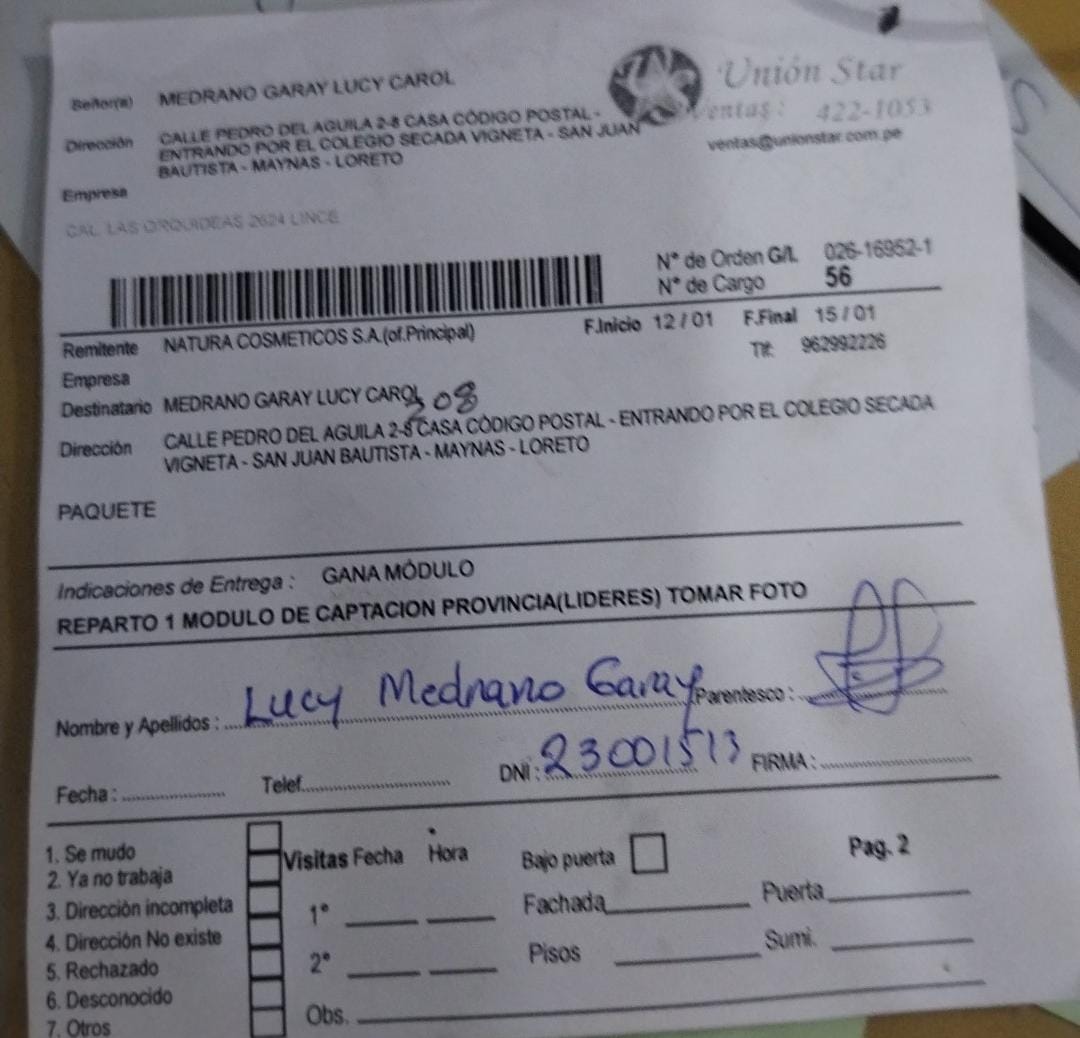 Señor(a) MEDRANO GARAY LUCY CAROL
Unión Star
Ventas: 422-1053
ventas@unionstar.com.pe
Dirección CALLE PEDRO DEL AGUILA 2-8 CASA CÓDIGO POSTAL -
ENTRANDO POR EL COLEGIO SECADA VIGNETA - SAN JUAN
BAUTISTA - MAYNAS - LORETO
Empresa
CAL. LAS ORQUIDEAS 2624 LINCE
N° de Orden G/L 026-16952-1
N° de Cargo 56
Remitente NATURA COSMETICOS S.A.(of.Principal)
F.Inicio 12 / 01 F.Final 15 / 01
Tlf: 962992226
Empresa
Destinatario MEDRANO GARAY LUCY CAROL
308
Dirección CALLE PEDRO DEL AGUILA 2-8 CASA CÓDIGO POSTAL - ENTRANDO POR EL COLEGIO SECADA
VIGNETA - SAN JUAN BAUTISTA - MAYNAS - LORETO
PAQUETE
Indicaciones de Entrega : GANA MÓDULO
REPARTO 1 MODULO DE CAPTACION PROVINCIA(LIDERES) TOMAR FOTO
Nombre y Apellidos : Lucy Medrano Garay Parentesco :
Fecha : Telef. DNI : 23001513 FIRMA :
1. Se mudo
2. Ya no trabaja
3. Dirección incompleta
4. Dirección No existe
5. Rechazado
6. Desconocido
7. Otros
Visitas Fecha Hora
1°
2°
Obs.
Bajo puerta
Pag. 2
Fachada Puerta
Pisos Sumi.